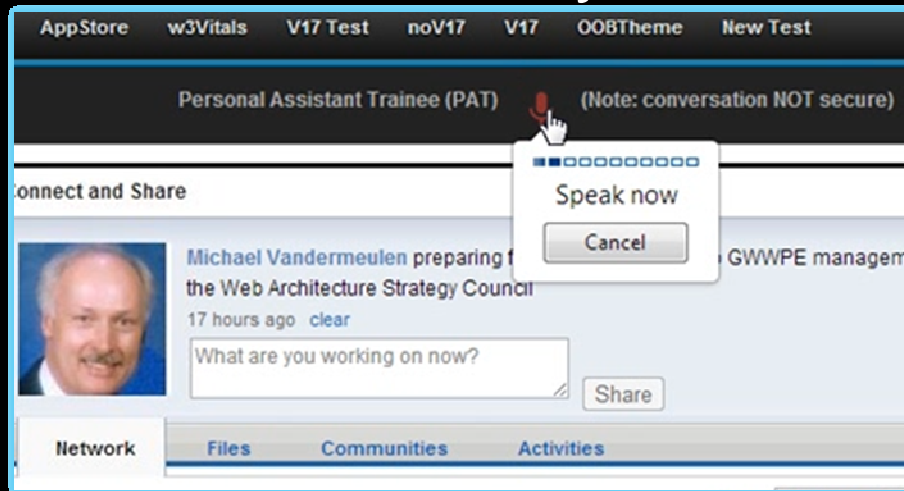 AppStore w3Vitals V17 Test noV17 V17 OOBTheme New Test
Personal Assistant Trainee (PAT) (Note: conversation NOT secure)
Speak now
Cancel
Connect and Share
Michael Vandermeulen preparing GWWPE managem
the Web Architecture Strategy Council
17 hours ago clear
What are you working on now?
Share
Network Files Communities Activities